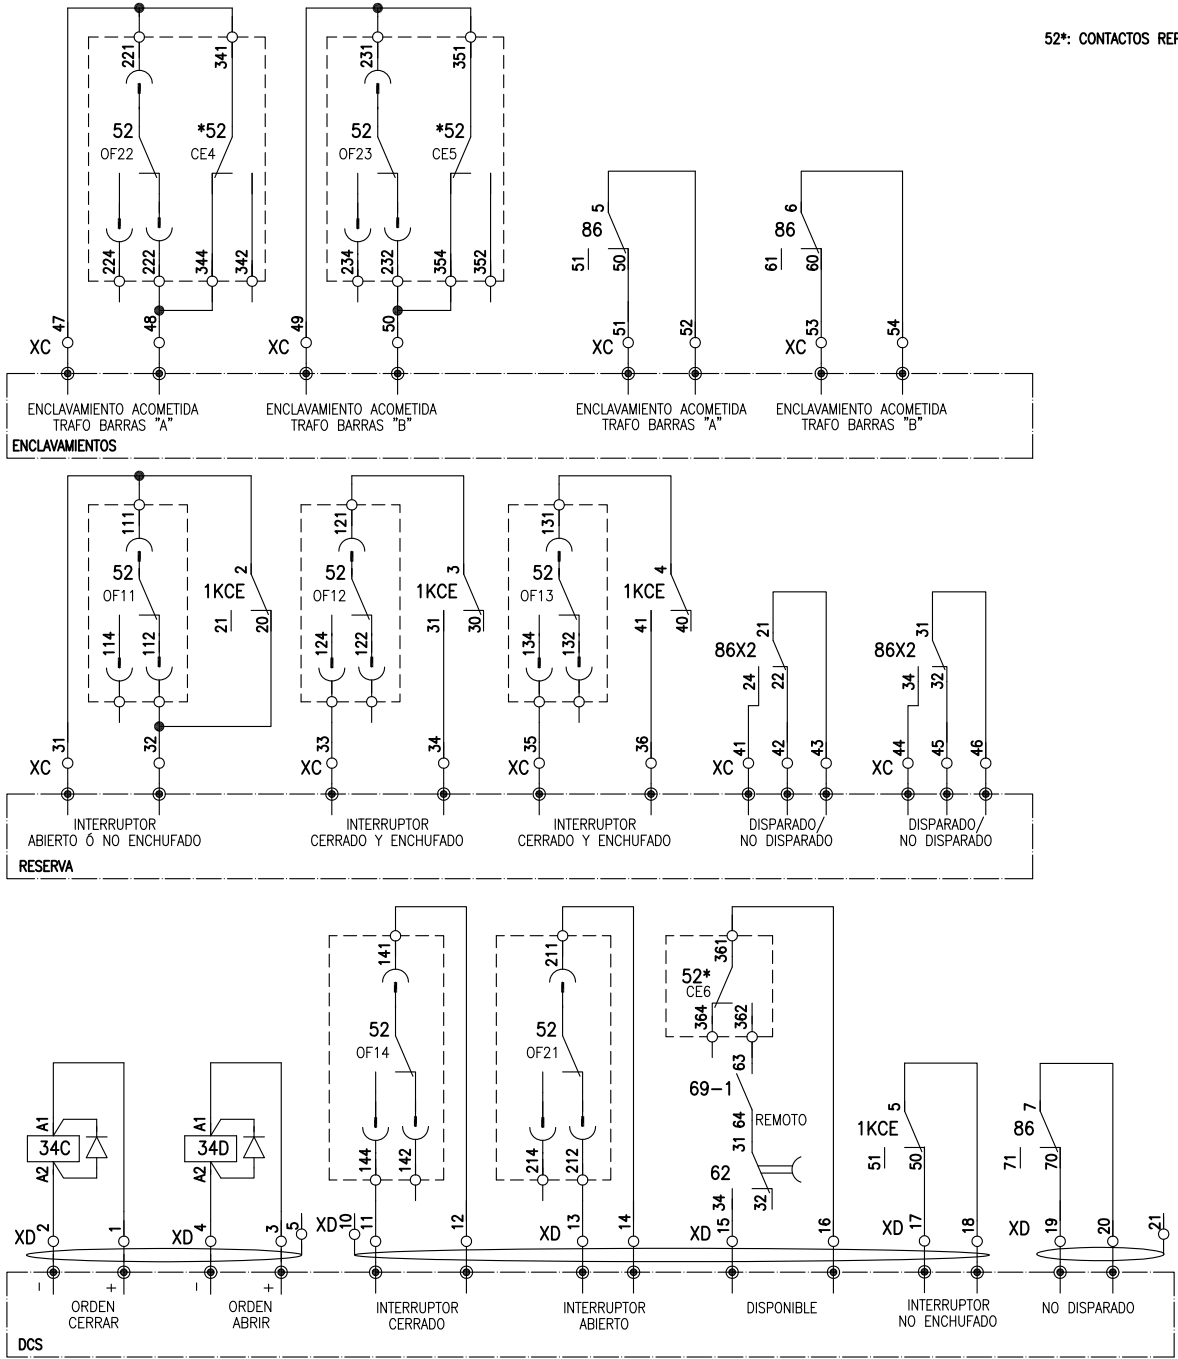 52*: CONTACTOS REF
221
341
231
351
52
*52
52
*52
OF22
CE4
OF23
CE5
5
6
86
86
51
50
61
60
224
222
344
342
234
232
354
352
47
48
49
50
51
52
53
54
XC
XC
XC
XC
ENCLAVAMIENTO ACOMETIDA
TRAFO BARRAS "A"
ENCLAVAMIENTO ACOMETIDA
TRAFO BARRAS "B"
ENCLAVAMIENTO ACOMETIDA
TRAFO BARRAS "A"
ENCLAVAMIENTO ACOMETIDA
TRAFO BARRAS "B"
ENCLAVAMIENTOS
111
121
131
52
OF11
2
1KCE
21
20
52
OF12
3
1KCE
31
30
52
OF13
4
1KCE
41
40
114
112
124
122
134
132
21
86X2
24
22
31
86X2
34
32
31
32
33
34
35
36
41
42
43
44
45
46
XC
XC
XC
XC
XC
INTERRUPTOR
ABIERTO Ó NO ENCHUFADO
INTERRUPTOR
CERRADO Y ENCHUFADO
INTERRUPTOR
CERRADO Y ENCHUFADO
DISPARADO/
NO DISPARADO
DISPARADO/
NO DISPARADO
RESERVA
141
211
361
52*
CE6
364
362
52
OF14
52
OF21
63
69-1
64
REMOTO
31
62
34
32
A1
34C
A2
A1
34D
A2
144
142
214
212
5
1KCE
51
50
7
86
71
70
XD
2
1
XD
4
3
5
XD
10
11
12
XD
13
14
XD
15
16
XD
17
18
XD
19
20
21
-
+
-
+
ORDEN
CERRAR
ORDEN
ABRIR
INTERRUPTOR
CERRADO
INTERRUPTOR
ABIERTO
DISPONIBLE
INTERRUPTOR
NO ENCHUFADO
NO DISPARADO
DCS